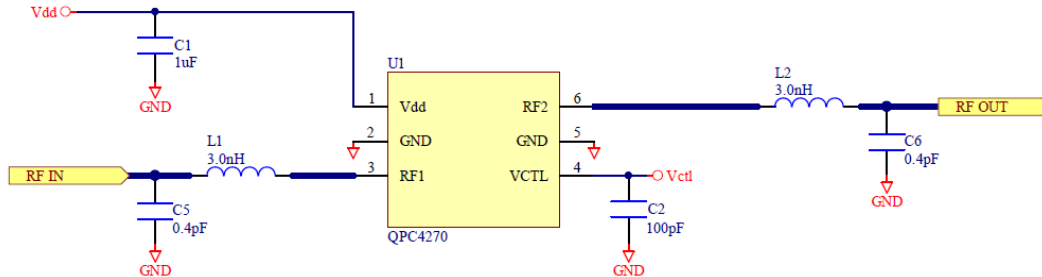 Vdd
C1
1uF
GND
U1
1
Vdd
RF2
6
L2
3.0nH
RF OUT
2
GND
GND
5
C6
0.4pF
GND
L1
3.0nH
RF IN
3
RF1
VCTL
4
Vctl
C5
0.4pF
GND
C2
100pF
GND
QPC4270